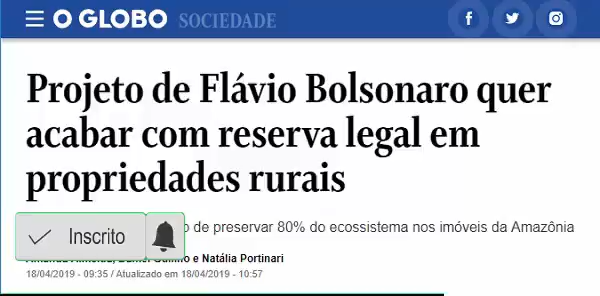 O GLOBO SOCIEDADE
Projeto de Flávio Bolsonaro quer
acabar com reserva legal em
propriedades rurais
de preservar 80% do ecossistema nos imóveis da Amazônia
Inscrito
e Natália Portinari
18/04/2019 - 09:35 / Atualizado em 18/04/2019 - 10:57